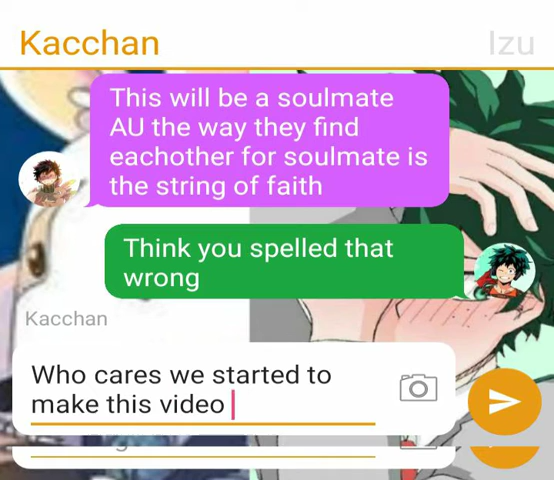 Kacchan Izu
This will be a soulmate
AU the way they find
eachother for soulmate is
the string of faith
Think you spelled that
wrong
Kacchan
Who cares we started to
make this video